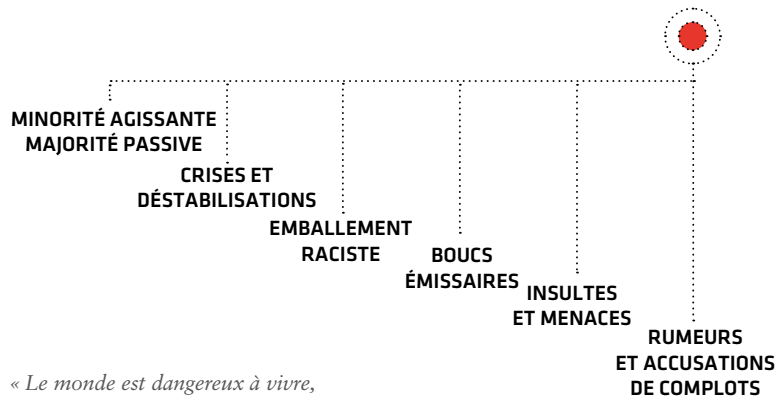 MINORITÉ AGISSANTE
MAJORITÉ PASSIVE
CRISES ET
DÉSTABILISATIONS
EMBALLEMENT
RACISTE
BOUCS
ÉMISSAIRES
INSULTES
ET MENACES
RUMEURS
ET ACCUSATIONS
DE COMPLOTS
« Le monde est dangereux à vivre,